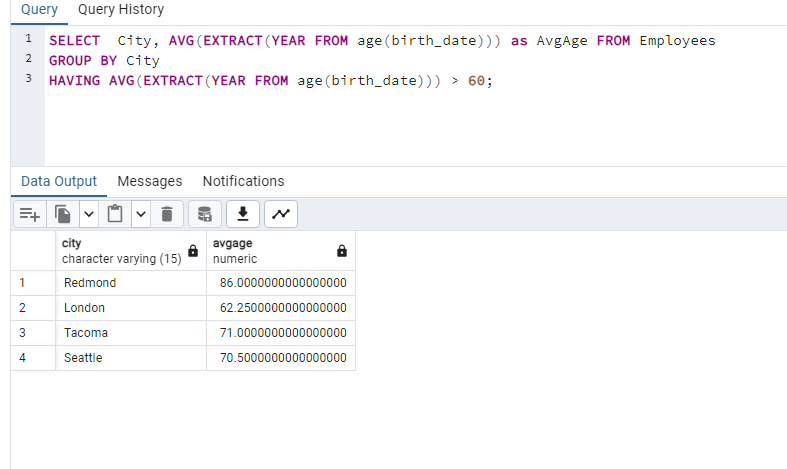 Query Query History
1 SELECT City, AVG(EXTRACT(YEAR FROM age(birth_date))) as AvgAge FROM Employees
2 GROUP BY City
3 HAVING AVG(EXTRACT(YEAR FROM age(birth_date))) > 60;
Data Output Messages Notifications
city avgage
character varying (15) numeric
1 Redmond 86.0000000000000000
2 London 62.2500000000000000
3 Tacoma 71.0000000000000000
4 Seattle 70.5000000000000000